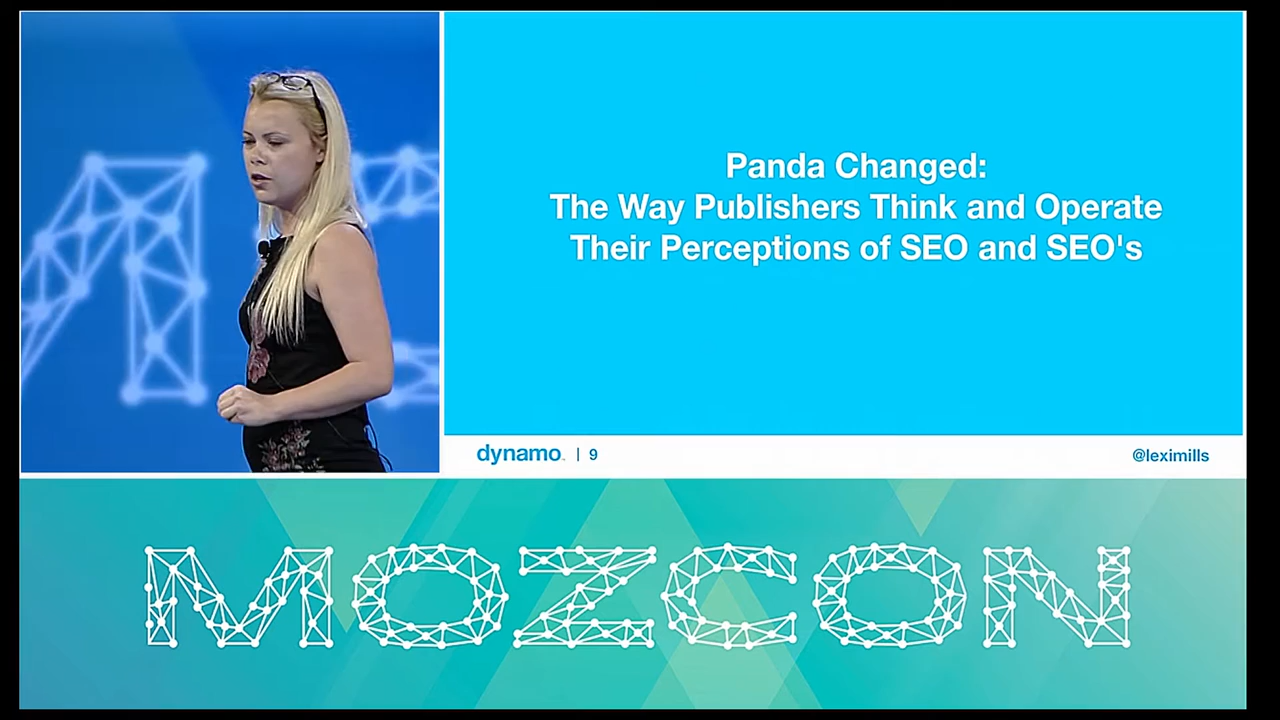 Panda Changed:
The Way Publishers Think and Operate
Their Perceptions of SEO and SEO's
dynamo | 9
@leximills
MOZCON